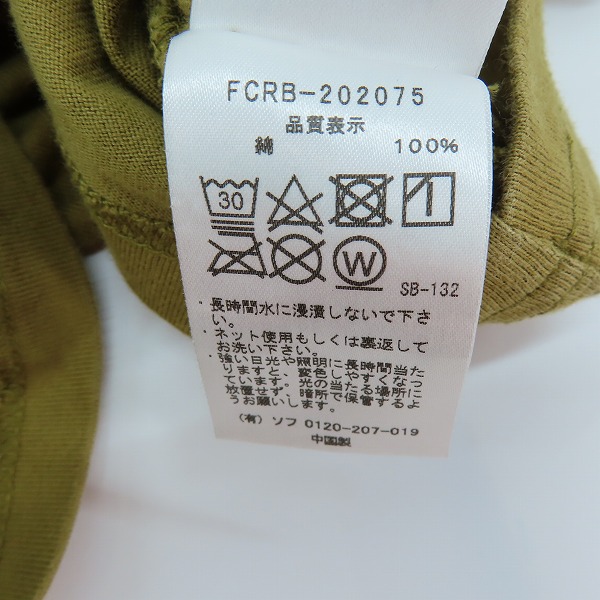 FCRB-202075
品質表示
綿 100%
30
W
SB-132
・長時間水に浸漬しないで下さ
い。
・ネット使用もしくは裏返して
お洗い下さい。
・強い日光や照明に長時間当た
りますと、変色しやすくなっ
ています。光の当たる場所に
放置せず、暗所で保管するよ
うお願いします。
(有) ソフ 0120-207-019
中国製